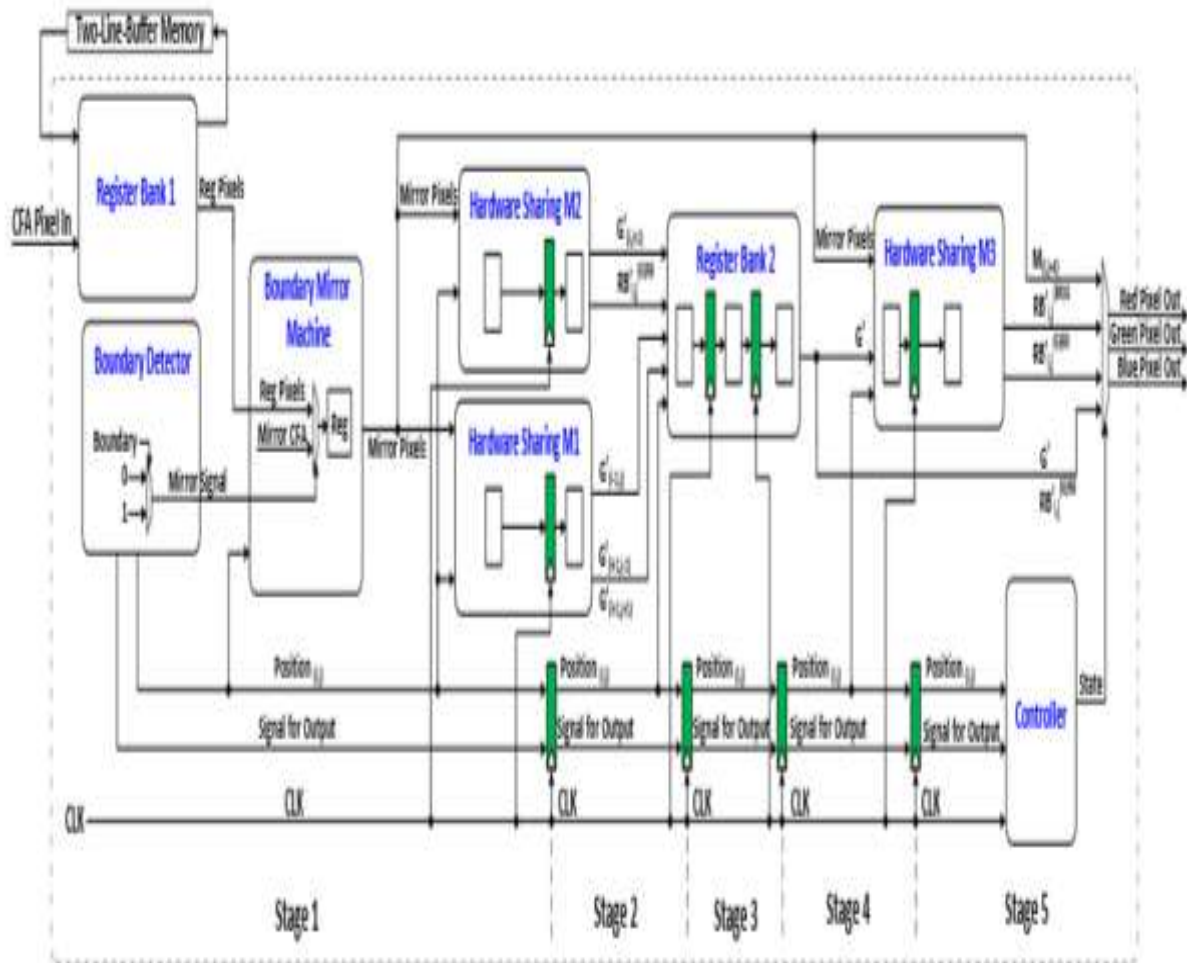 Two-Line-Buffer Memory
Register Bank 1
Reg Pixels
CFA Pixel In
Boundary Detector
Boundary
0
1
Mirror Signal
Boundary Mirror
Machine
Reg Pixels
Mirror CFA
Reg
Mirror Pixels
Mirror Pixels
Hardware Sharing M2
Hardware Sharing M1
G'
RB'
G'
G'
G'
Register Bank 2
G'
Mirror Pixels
Hardware Sharing M3
RB'
RB'
G'
RB'
Red Pixel Out
Green Pixel Out
Blue Pixel Out
Position
Signal for Output
Position
Signal for Output
Position
Signal for Output
Position
Signal for Output
Position
Signal for Output
Controller
State
CLK
CLK
CLK
CLK
CLK
CLK
Stage 1
Stage 2
Stage 3
Stage 4
Stage 5